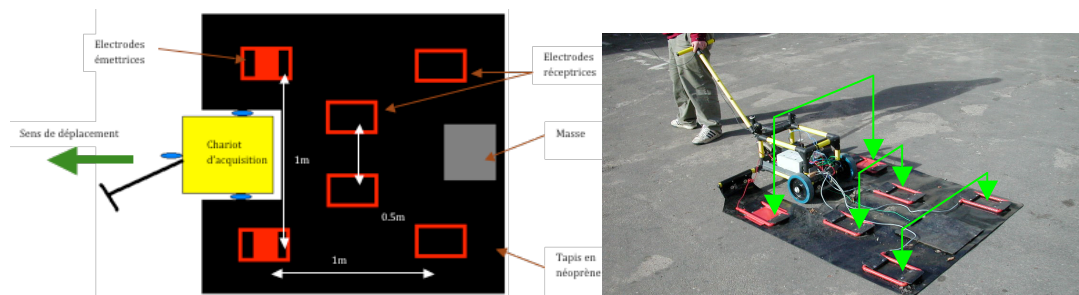 Electrodes
émettrices
Electrodes
réceptrices
Sens de déplacement
Chariot
d'acquisition
1m
Masse
0.5m
1m
Tapis en
néoprène